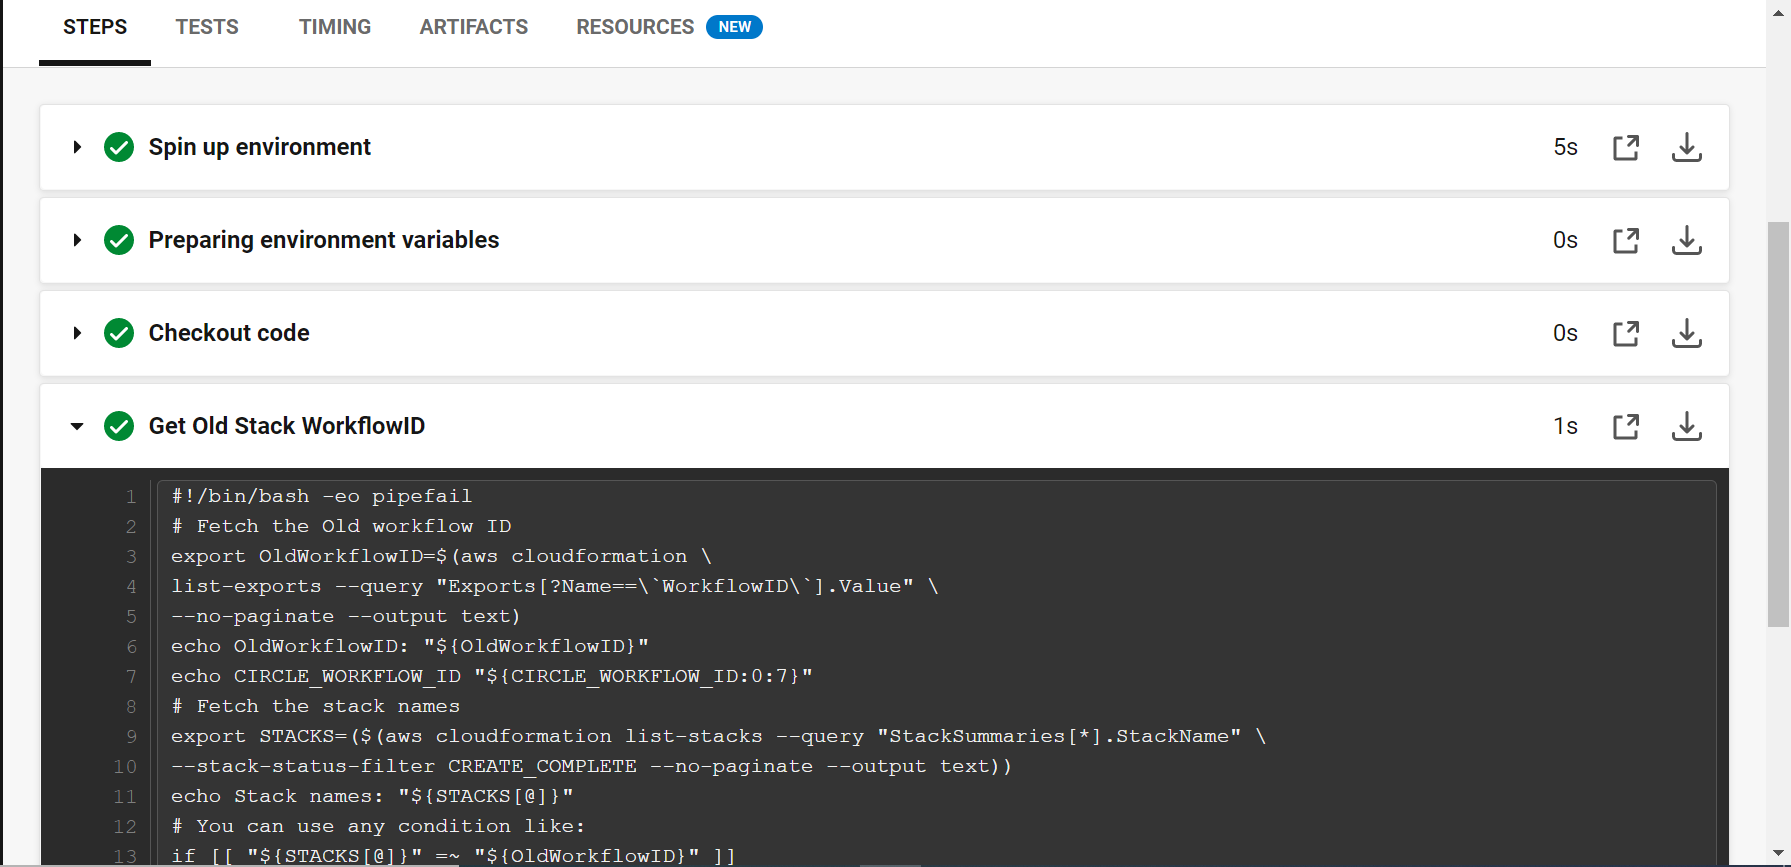 STEPS TESTS TIMING ARTIFACTS RESOURCES NEW
Spin up environment 5s
Preparing environment variables 0s
Checkout code 0s
Get Old Stack WorkflowID 1s
1 #!/bin/bash -eo pipefail
2 # Fetch the Old workflow ID
3 export OldWorkflowID=$(aws cloudformation \
4 list-exports --query "Exports[?Name==\`WorkflowID\`].Value" \
5 --no-paginate --output text)
6 echo OldWorkflowID: "${OldWorkflowID}"
7 echo CIRCLE_WORKFLOW_ID "${CIRCLE_WORKFLOW_ID:0:7}"
8 # Fetch the stack names
9 export STACKS=($(aws cloudformation list-stacks --query "StackSummaries[*].StackName" \
10 --stack-status-filter CREATE_COMPLETE --no-paginate --output text))
11 echo Stack names: "${STACKS[@]}"
12 # You can use any condition like:
13 if [[ "${STACKS[@]}" =~ "${OldWorkflowID}" ]]